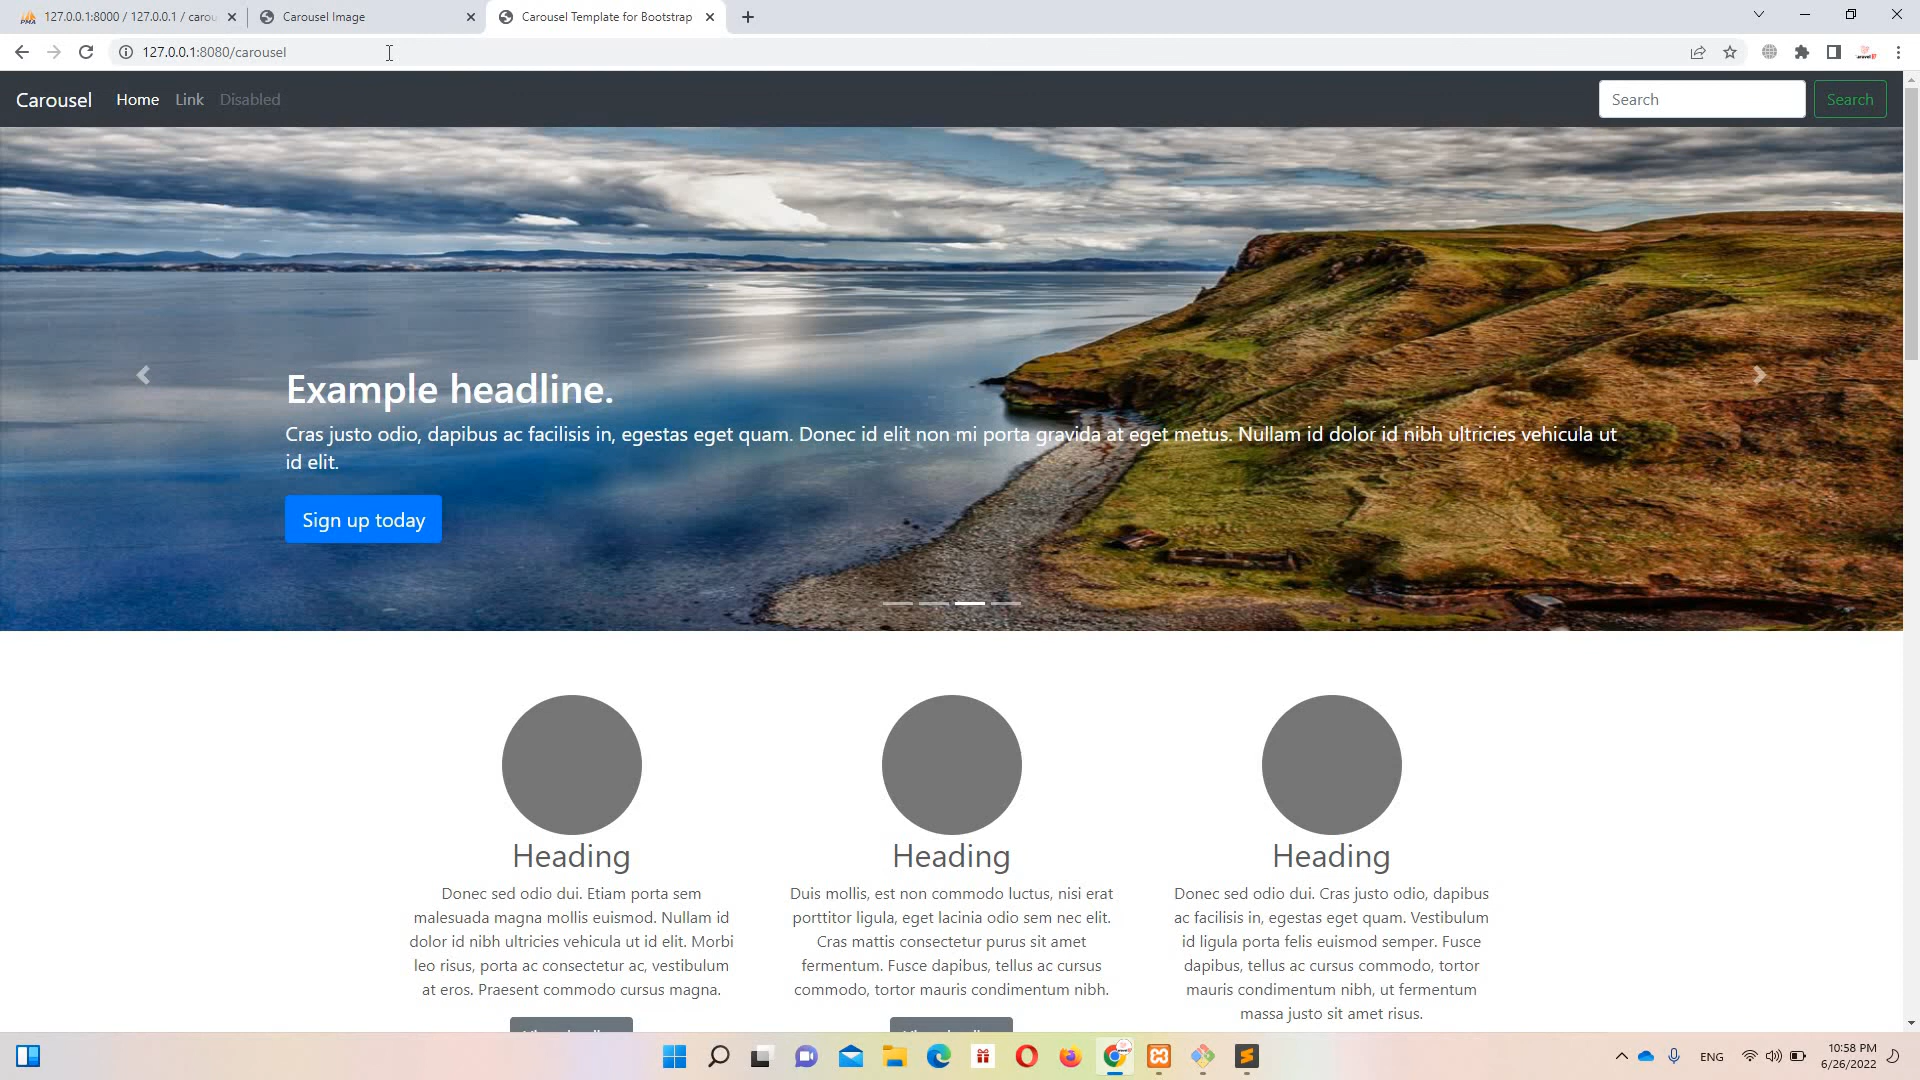 127.0.0.1:8000 / 127.0.0.1 / carou
Carousel Image
Carousel Template for Bootstrap
127.0.0.1:8080/carousel
Carousel Home Link Disabled
Search
Search
Example headline.
Cras justo odio, dapibus ac facilisis in, egestas eget quam. Donec id elit non mi porta gravida at eget metus. Nullam id dolor id nibh ultricies vehicula ut
id elit.
Sign up today
Heading
Donec sed odio dui. Etiam porta sem
malesuada magna mollis euismod. Nullam id
dolor id nibh ultricies vehicula ut id elit. Morbi
leo risus, porta ac consectetur ac, vestibulum
at eros. Praesent commodo cursus magna.
Heading
Duis mollis, est non commodo luctus, nisi erat
porttitor ligula, eget lacinia odio sem nec elit.
Cras mattis consectetur purus sit amet
fermentum. Fusce dapibus, tellus ac cursus
commodo, tortor mauris condimentum nibh.
Heading
Donec sed odio dui. Cras justo odio, dapibus
ac facilisis in, egestas eget quam. Vestibulum
id ligula porta felis euismod semper. Fusce
dapibus, tellus ac cursus commodo, tortor
mauris condimentum nibh, ut fermentum
massa justo sit amet risus.
ENG
10:58 PM
6/26/2022